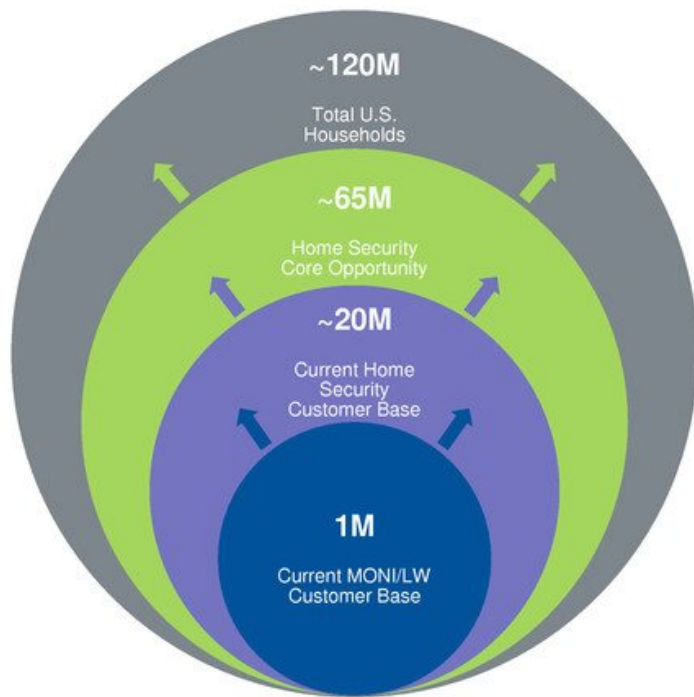 ~120M
Total U.S.
Households
~65M
Home Security
Core Opportunity
~20M
Current Home
Security
Customer Base
1M
Current MONI/LW
Customer Base